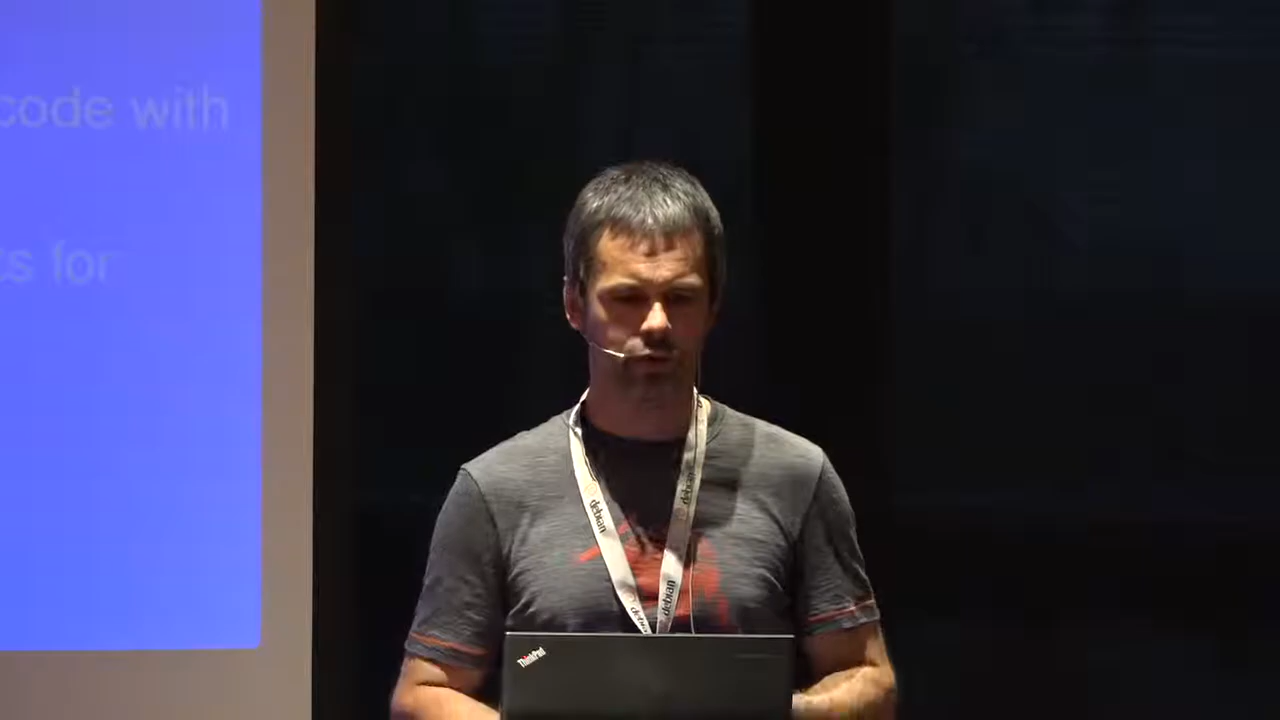 code with
ts for
debian
debian
debian
debian
ThinkPad